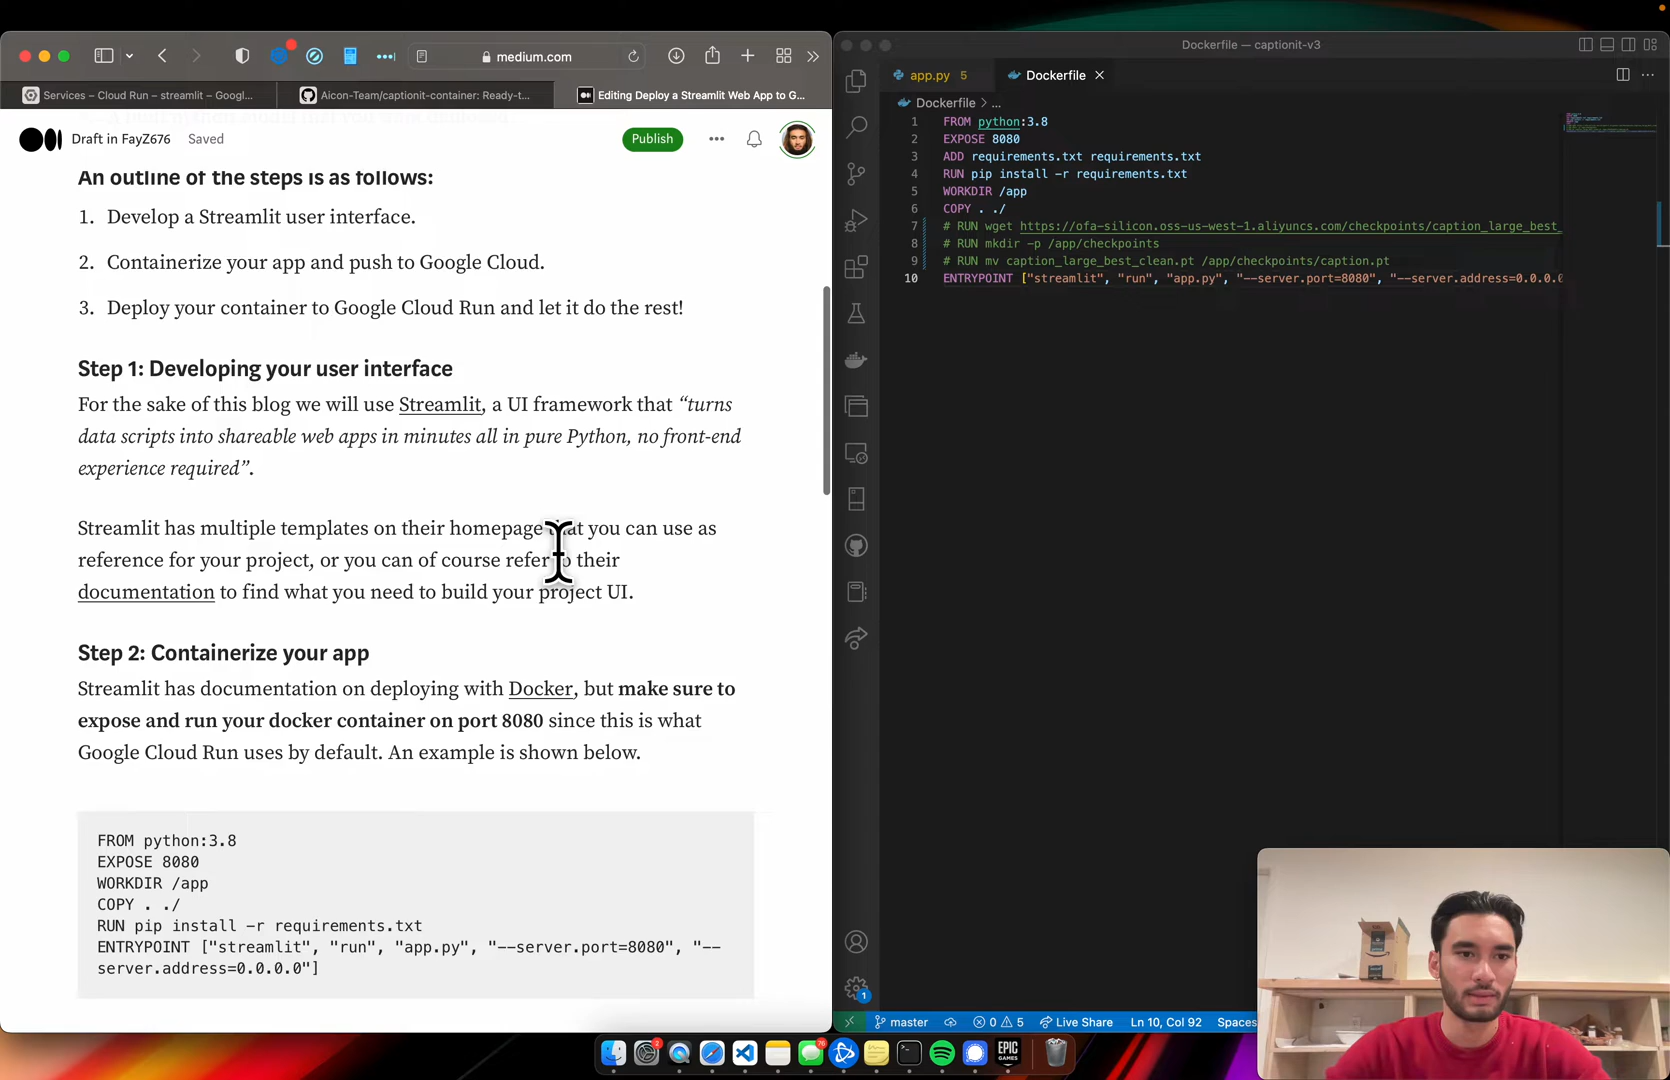 medium.com
Services – Cloud Run – streamlit – Googl...
Aicon-Team/captionit-container: Ready-t...
Editing Deploy a Streamlit Web App to G...
Draft in FayZ676
Saved
Publish
An outline of the steps is as follows:
1. Develop a Streamlit user interface.
2. Containerize your app and push to Google Cloud.
3. Deploy your container to Google Cloud Run and let it do the rest!
Step 1: Developing your user interface
For the sake of this blog we will use Streamlit, a UI framework that “turns
data scripts into shareable web apps in minutes all in pure Python, no front-end
experience required”.
Streamlit has multiple templates on their homepage that you can use as
reference for your project, or you can of course refer to their
documentation to find what you need to build your project UI.
Step 2: Containerize your app
Streamlit has documentation on deploying with Docker, but make sure to
expose and run your docker container on port 8080 since this is what
Google Cloud Run uses by default. An example is shown below.
FROM python:3.8
EXPOSE 8080
WORKDIR /app
COPY . ./
RUN pip install -r requirements.txt
ENTRYPOINT ["streamlit", "run", "app.py", "--server.port=8080", "--
server.address=0.0.0.0"]
Dockerfile — captionit-v3
app.py 5
Dockerfile
Dockerfile > ...
1 FROM python:3.8
2 EXPOSE 8080
3 ADD requirements.txt requirements.txt
4 RUN pip install -r requirements.txt
5 WORKDIR /app
6 COPY . ./
7 # RUN wget https://ofa-silicon.oss-us-west-1.aliyuncs.com/checkpoints/caption_large_best_
8 # RUN mkdir -p /app/checkpoints
9 # RUN mv caption_large_best_clean.pt /app/checkpoints/caption.pt
10 ENTRYPOINT ["streamlit", "run", "app.py", "--server.port=8080", "--server.address=0.0.0.0
1
master
0
5
Live Share
Ln 10, Col 92
Spaces
2
76
EPIC
GAMES